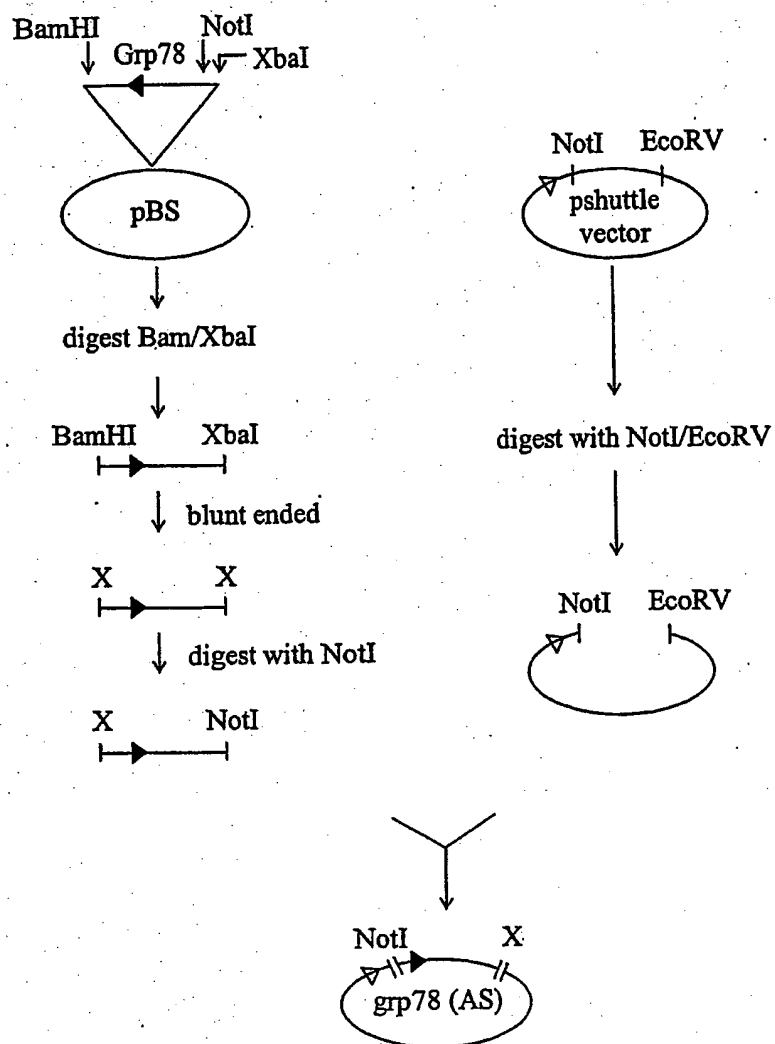 BamHI
NotI
Grp78
XbaI
pBS
digest Bam/XbaI
BamHI XbaI
blunt ended
X X
digest with NotI
X NotI
NotI EcoRV
pshuttle
vector
digest with NotI/EcoRV
NotI EcoRV
NotI X
grp78 (AS)